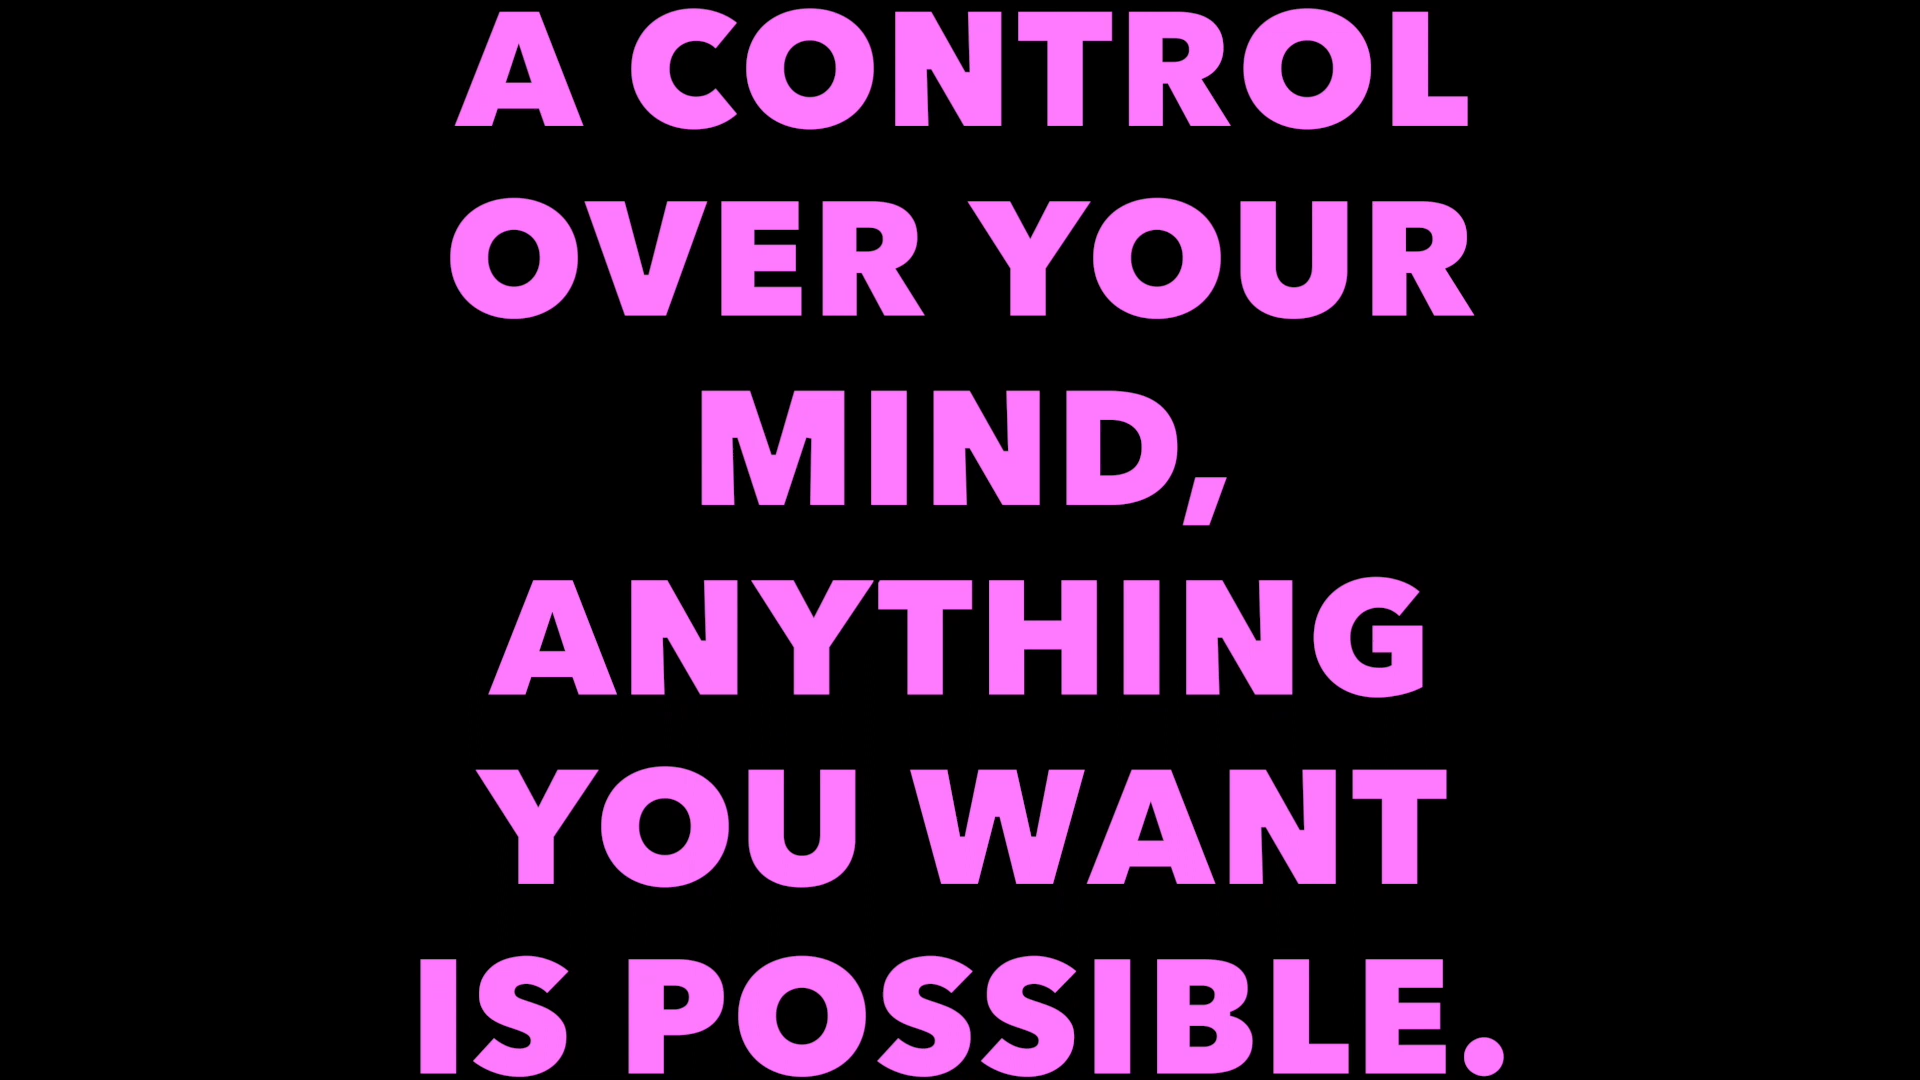 A CONTROL
OVER YOUR
MIND,
ANYTHING
YOU WANT
IS POSSIBLE.